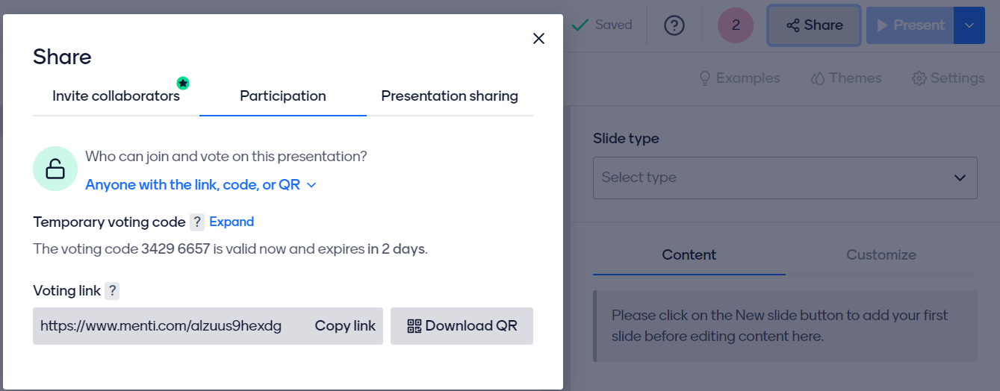 Share
Invite collaborators
Participation
Presentation sharing
Who can join and vote on this presentation?
Anyone with the link, code, or QR
Temporary voting code ? Expand
The voting code 3429 6657 is valid now and expires in 2 days.
Voting link ?
https://www.menti.com/alzuus9hexdg
Copy link
Download QR
Saved
?
2
Share
Present
Examples
Themes
Settings
Slide type
Select type
Content
Customize
Please click on the New slide button to add your first
slide before editing content here.